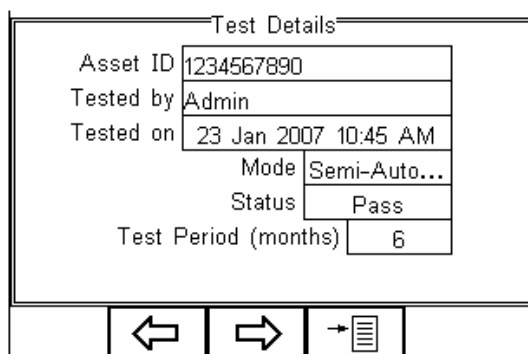 Test Details
Asset ID 1234567890
Tested by Admin
Tested on 23 Jan 2007 10:45 AM
Mode Semi-Auto...
Status Pass
Test Period (months) 6